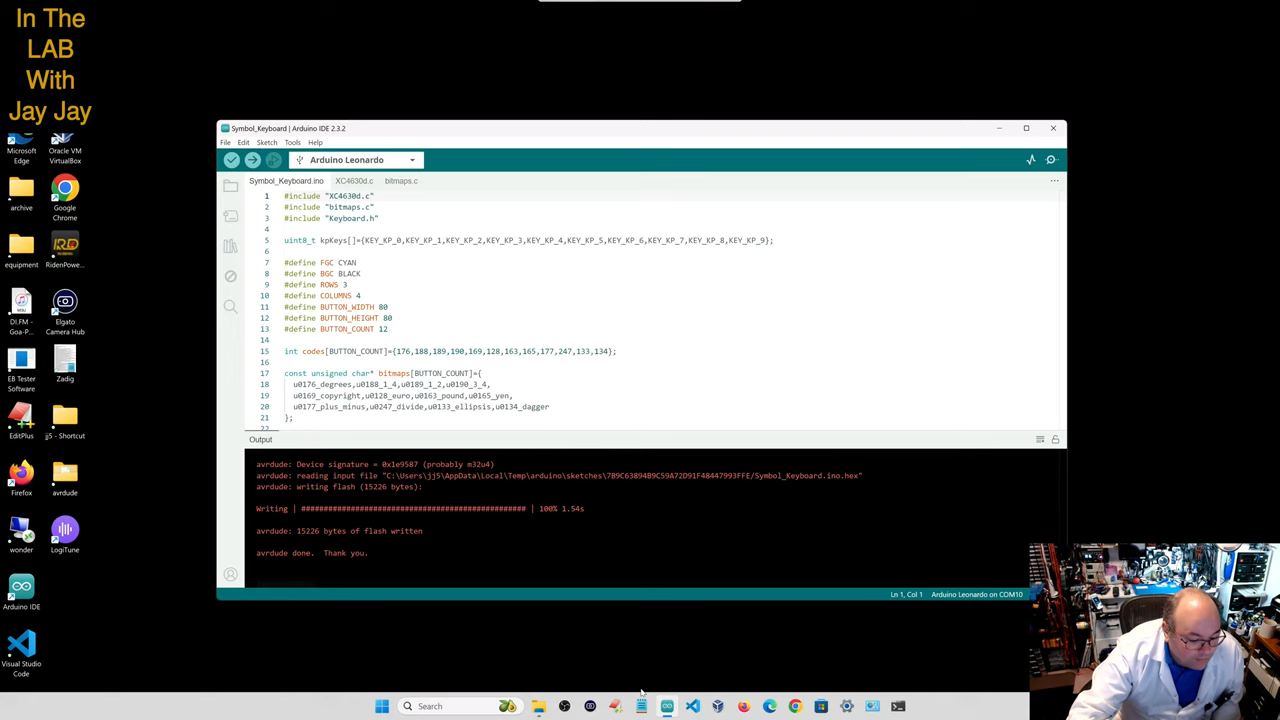 In The
LAB
With
Jay Jay
Microsoft
Edge
Oracle VM
VirtualBox
archive
Google
Chrome
equipment
RidenPowe...
DI.FM -
Goa-P...
Elgato
Camera Hub
EB Tester
Software
Zadig
EditPlus
jj5 - Shortcut
Firefox
avrdude
wonder
LogiTune
Arduino IDE
Visual Studio
Code
Symbol_Keyboard | Arduino IDE 2.3.2
File Edit Sketch Tools Help
Arduino Leonardo
Symbol_Keyboard.ino XC4630d.c bitmaps.c
1 #include "XC4630d.c"
2 #include "bitmaps.c"
3 #include "Keyboard.h"
4
5 uint8_t kpKeys[]={KEY_KP_0,KEY_KP_1,KEY_KP_2,KEY_KP_3,KEY_KP_4,KEY_KP_5,KEY_KP_6,KEY_KP_7,KEY_KP_8,KEY_KP_9};
6
7 #define FGC CYAN
8 #define BGC BLACK
9 #define ROWS 3
10 #define COLUMNS 4
11 #define BUTTON_WIDTH 80
12 #define BUTTON_HEIGHT 80
13 #define BUTTON_COUNT 12
14
15 int codes[BUTTON_COUNT]={176,188,189,190,169,128,163,165,177,247,133,134};
16
17 const unsigned char* bitmaps[BUTTON_COUNT]={
18 u0176_degrees,u0188_1_4,u0189_1_2,u0190_3_4,
19 u0169_copyright,u0128_euro,u0163_pound,u0165_yen,
20 u0177_plus_minus,u0247_divide,u0133_ellipsis,u0134_dagger
21 };
22
Output
avrdude: Device signature = 0x1e9587 (probably m32u4)
avrdude: reading input file "C:\Users\jj5\AppData\Local\Temp\arduino\sketches\7B9C63894B9C59A72D91F48447993FFE/Symbol_Keyboard.ino.hex"
avrdude: writing flash (15226 bytes):
Writing | ################################################## | 100% 1.54s
avrdude: 15226 bytes of flash written
avrdude done. Thank you.
Ln 1, Col 1 Arduino Leonardo on COM10
Search